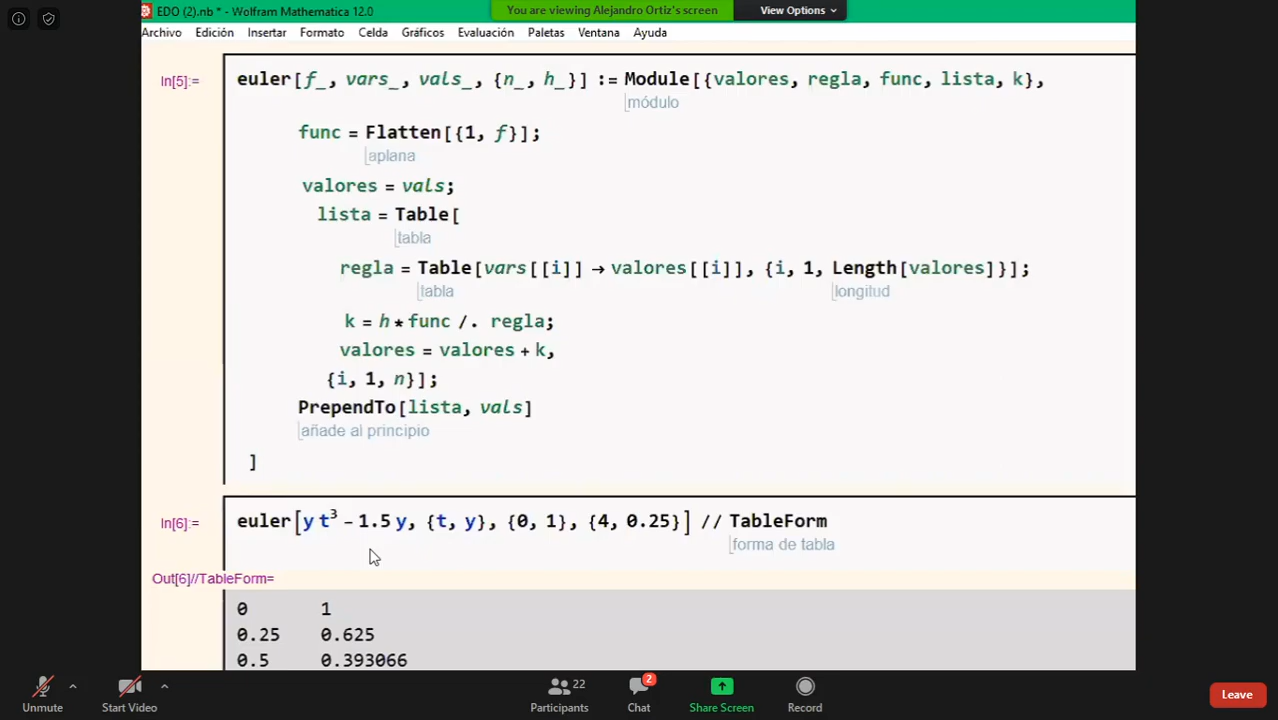 EDO (2).nb * - Wolfram Mathematica 12.0
You are viewing Alejandro Ortiz's screen
View Options
Archivo Edición Insertar Formato Celda Gráficos Evaluación Paletas Ventana Ayuda
In[5]:= euler[f_, vars_, vals_, {n_, h_}] := Module[{valores, regla, func, lista, k},
módulo
func = Flatten[{1, f}];
aplana
valores = vals;
lista = Table[
tabla
regla = Table[vars[[i]] → valores[[i]], {i, 1, Length[valores]}];
tabla longitud
k = h * func /. regla;
valores = valores + k,
{i, 1, n}];
PrependTo[lista, vals]
añade al principio
]
In[6]:= euler[y t³ - 1.5 y, {t, y}, {0, 1}, {4, 0.25}] // TableForm
forma de tabla
Out[6]//TableForm=
0 1
0.25 0.625
0.5 0.393066
Unmute Start Video 22 Participants 2 Chat Share Screen Record Leave